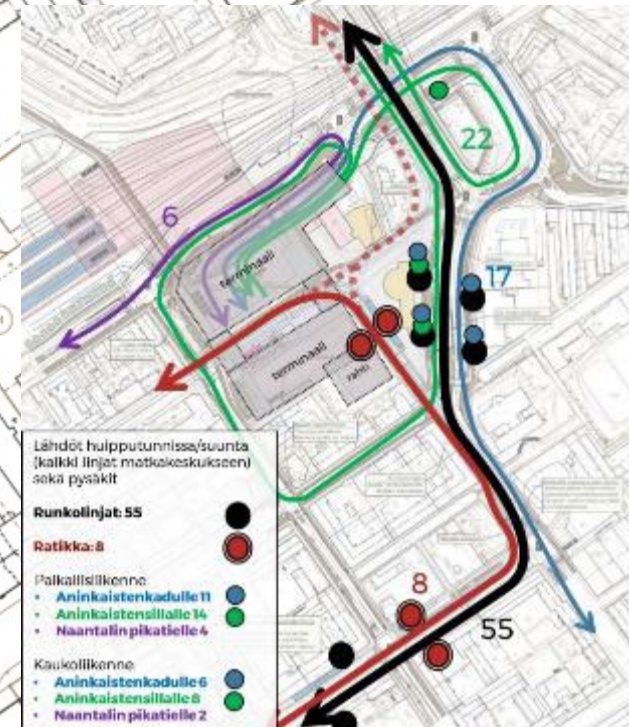 22
6
terminaali
17
terminaali
rahti
Lähdöt huipputunnissa/suunta
(kaikki linjat matkakeskukseen)
sekä pysäkit
Runkolinjat: 55
Ratikka: 8
Paikallisliikenne
• Aninkaistenkadulle 11
• Aninkaistensillalle 14
• Naantalin pikatielle 4
Kaukoliikenne
• Aninkaistenkadulle 6
• Aninkaistensillalle 8
• Naantalin pikatielle 2
8
55